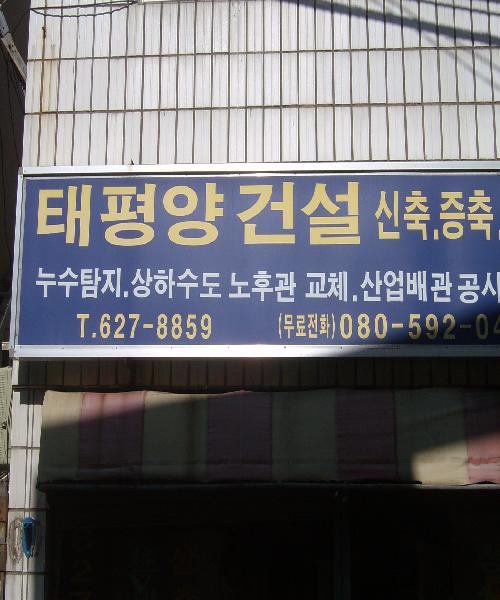 태평양 건설 신축.증축.
누수탐지.상하수도 노후관 교체.산업배관 공사
T.627-8859 (무료전화)080-592-0